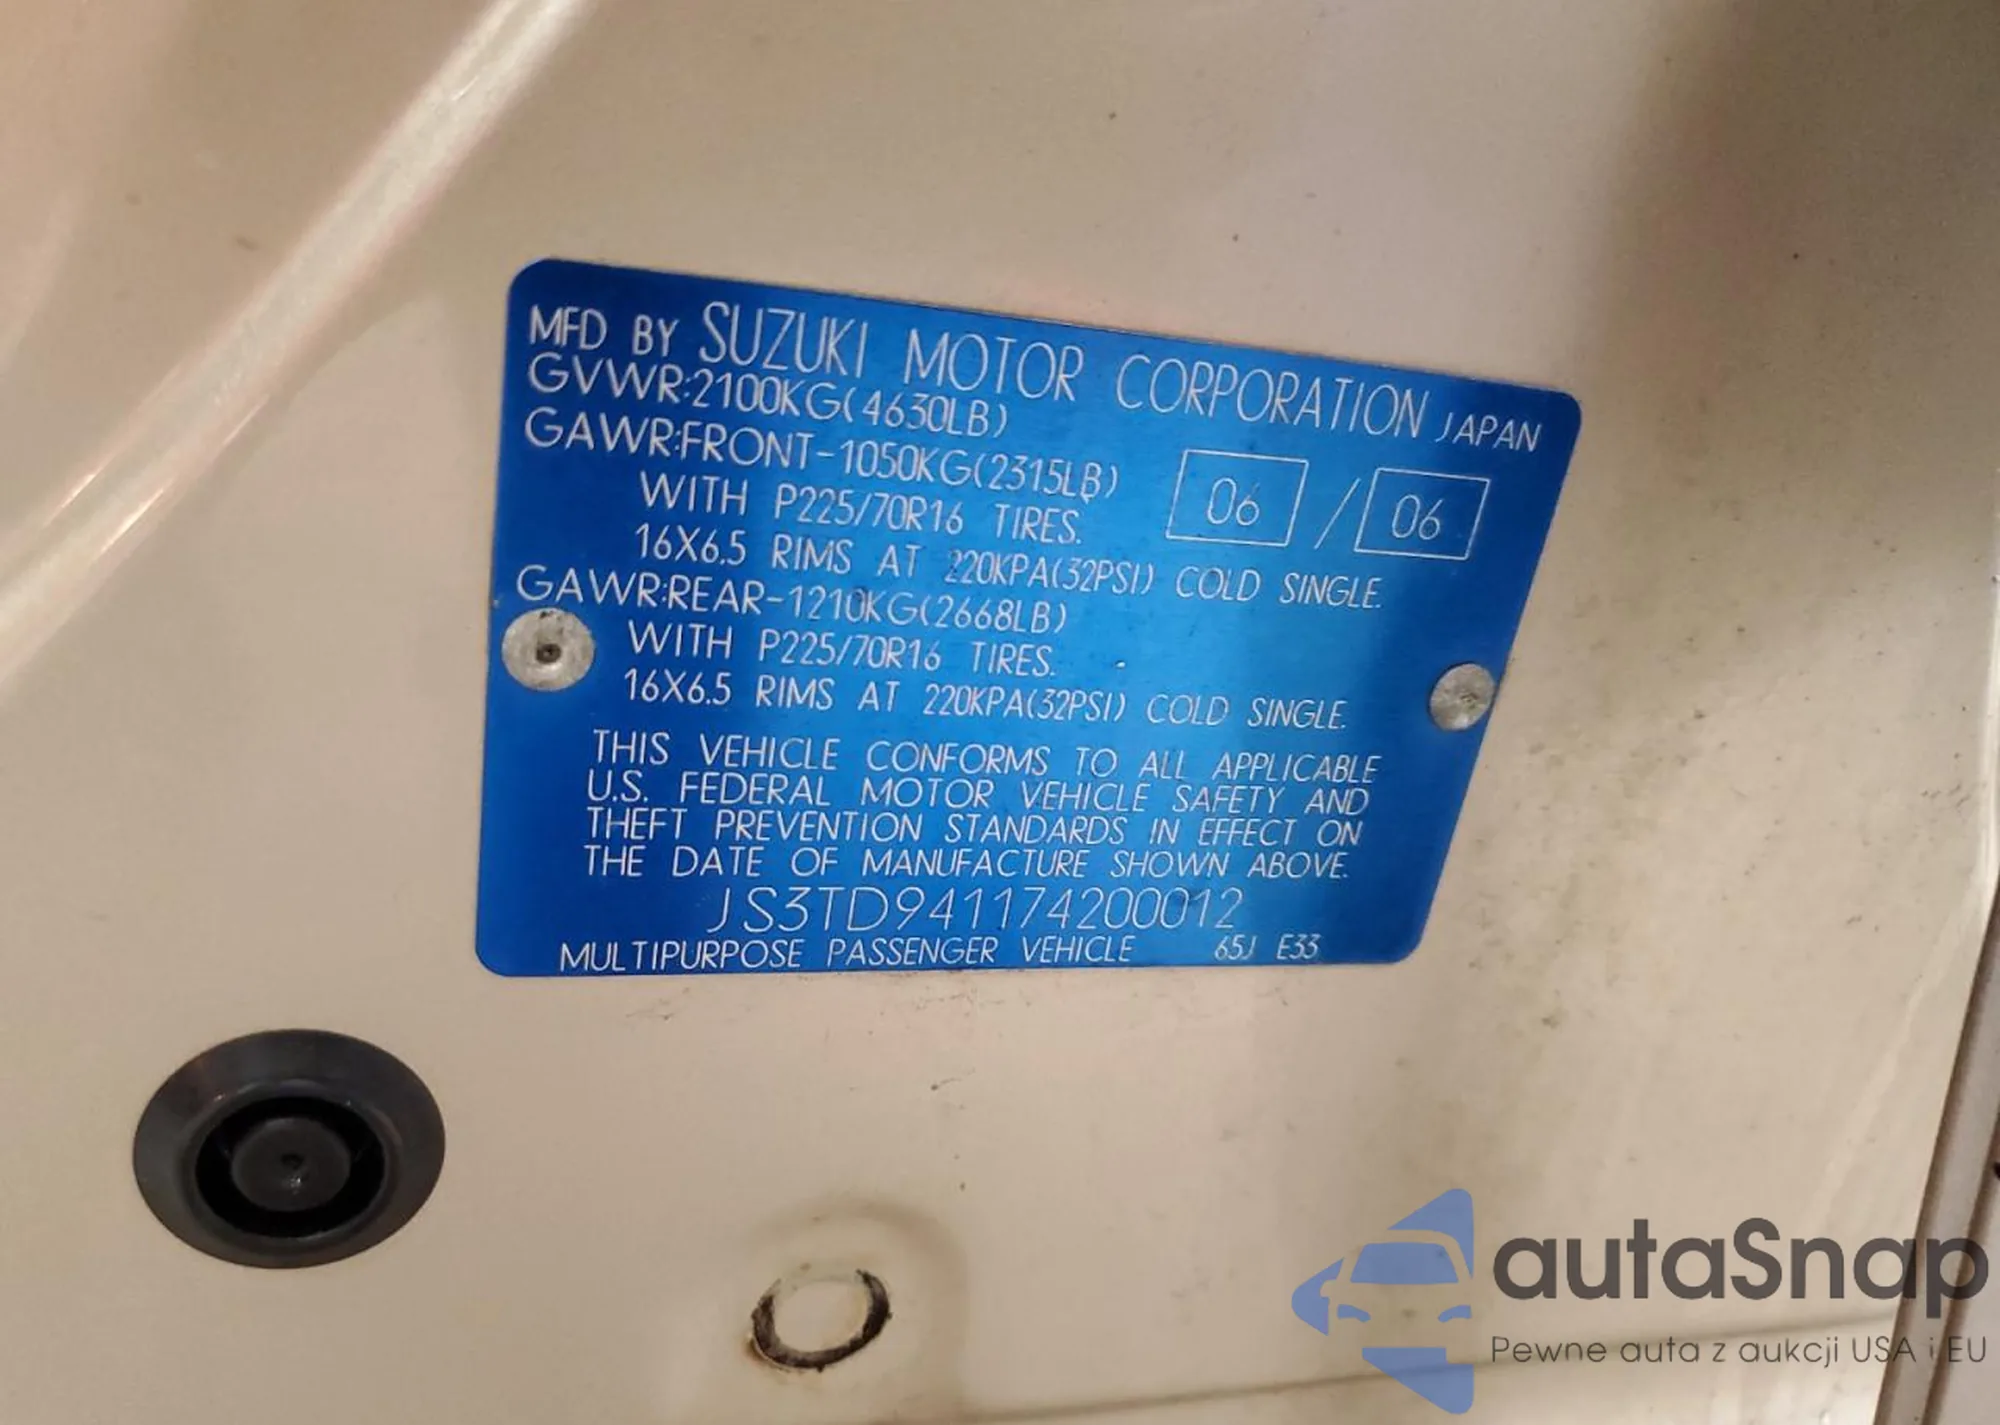 MFD BY SUZUKI MOTOR CORPORATION JAPAN
GVWR:2100KG(4630LB)
GAWR:FRONT-1050KG(2315LB)
06 / 06
WITH P225/70R16 TIRES.
16X6.5 RIMS AT 220KPA(32PSI) COLD SINGLE.
GAWR:REAR-1210KG(2668LB)
WITH P225/70R16 TIRES.
16X6.5 RIMS AT 220KPA(32PSI) COLD SINGLE.
THIS VEHICLE CONFORMS TO ALL APPLICABLE
U.S. FEDERAL MOTOR VEHICLE SAFETY AND
THEFT PREVENTION STANDARDS IN EFFECT ON
THE DATE OF MANUFACTURE SHOWN ABOVE.
JS3TD941174200012
MULTIPURPOSE PASSENGER VEHICLE 65J E33
autaSnap
Pewne auta z aukcji USA i EU